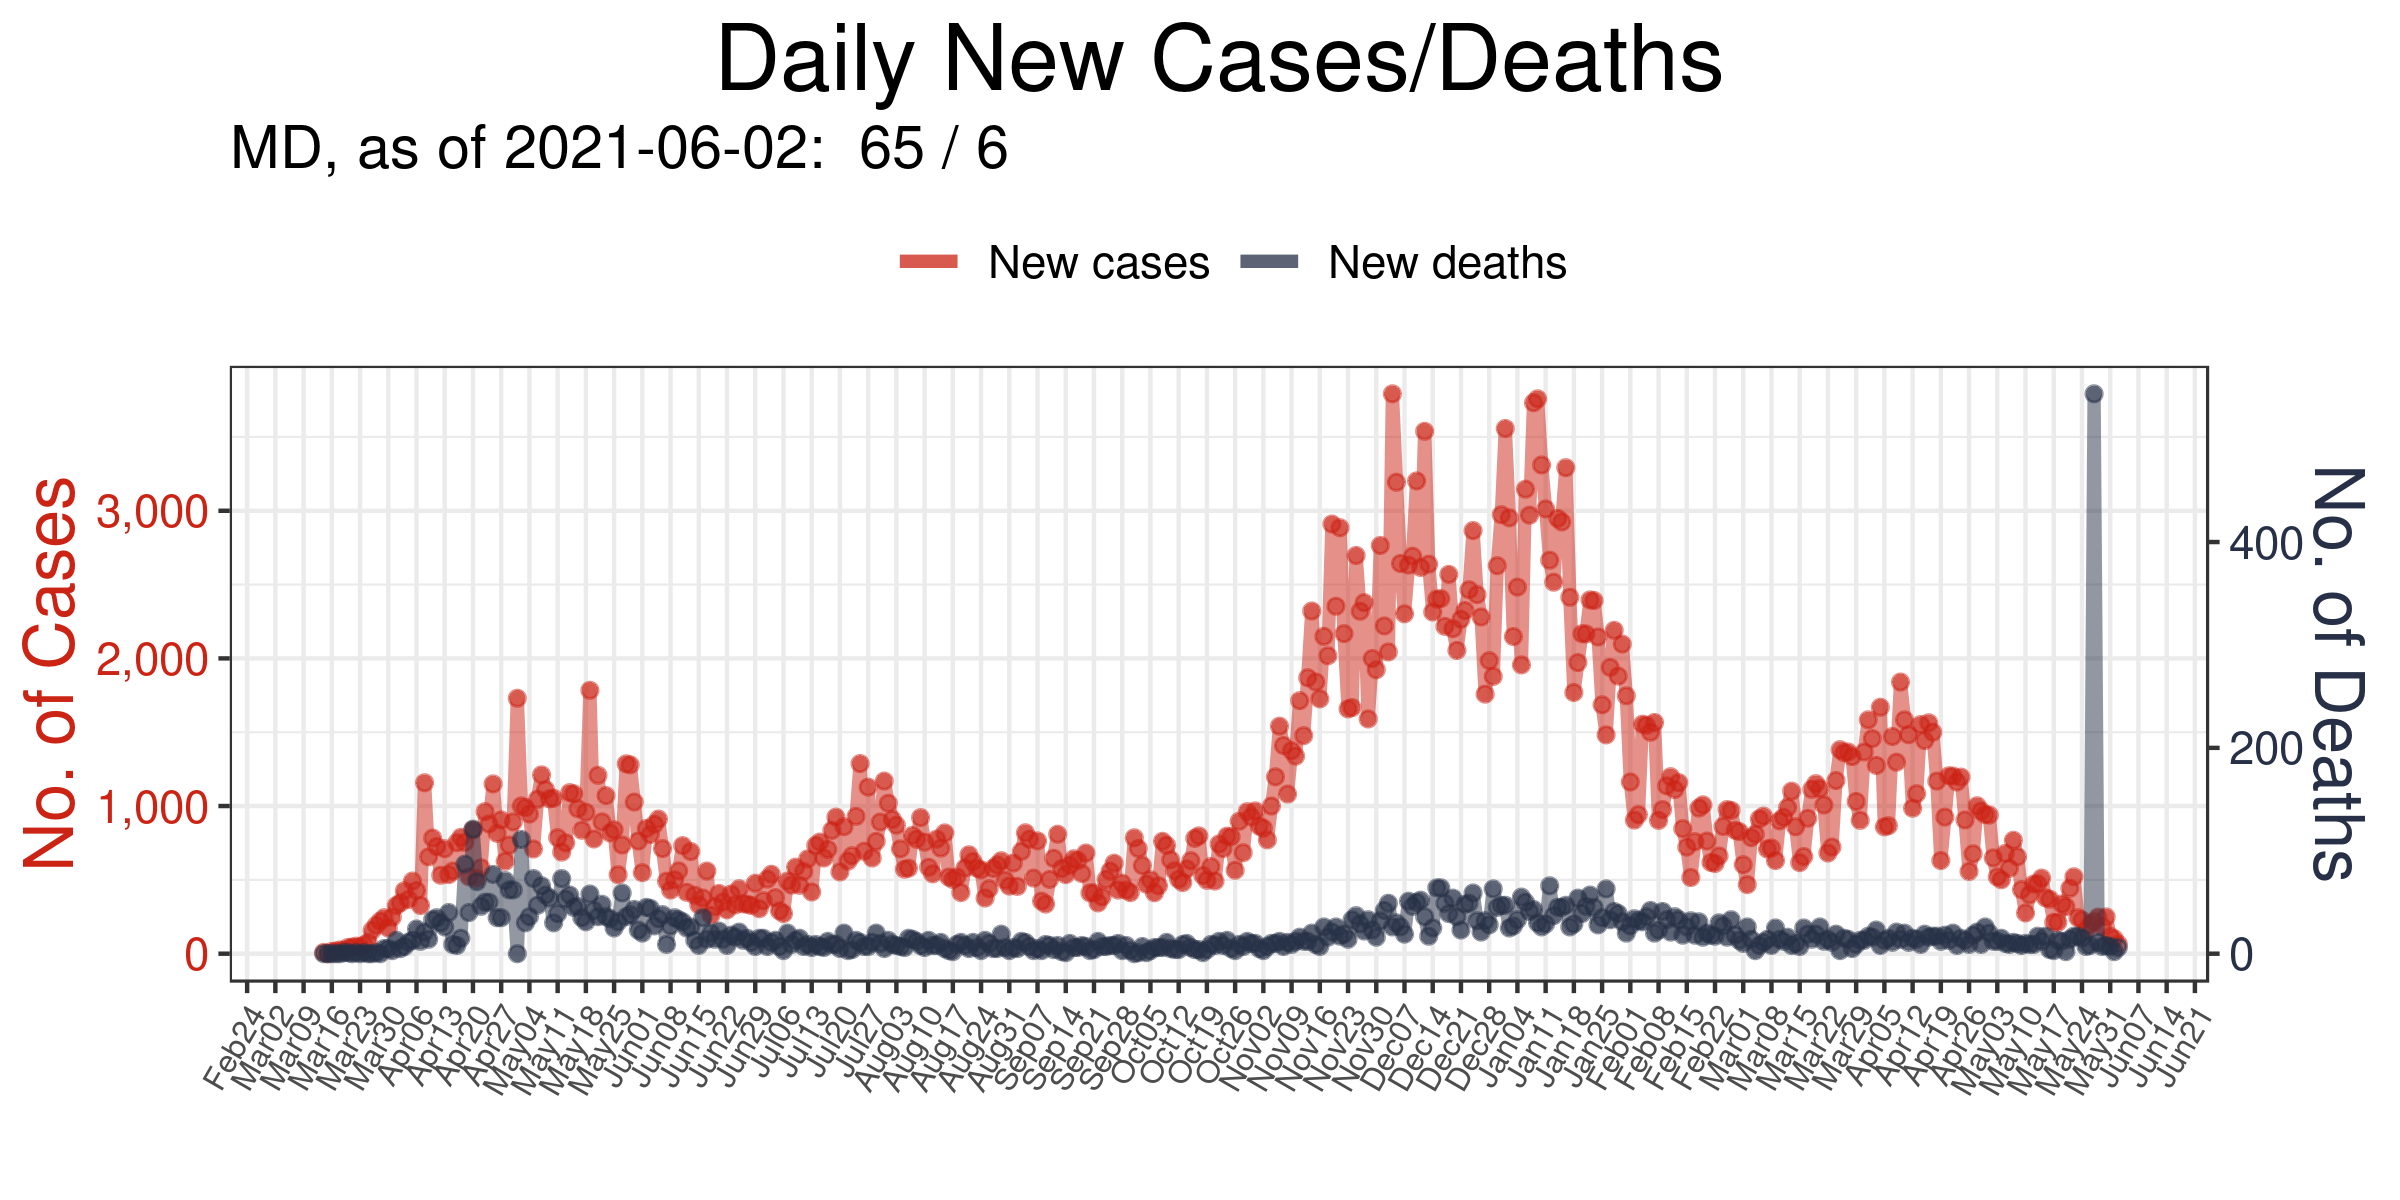 Daily New Cases/Deaths
MD, as of 2021-06-02:  65 / 6
New cases
New deaths
No. of Cases
3,000
2,000
1,000
0
400
200
0
No. of Deaths
Feb24
Mar02
Mar09
Mar16
Mar23
Mar30
Apr06
Apr13
Apr20
Apr27
May04
May11
May18
May25
Jun01
Jun08
Jun15
Jun22
Jun29
Jul06
Jul13
Jul20
Jul27
Aug03
Aug10
Aug17
Aug24
Aug31
Sep07
Sep14
Sep21
Sep28
Oct05
Oct12
Oct19
Oct26
Nov02
Nov09
Nov16
Nov23
Nov30
Dec07
Dec14
Dec21
Dec28
Jan04
Jan11
Jan18
Jan25
Feb01
Feb08
Feb15
Feb22
Mar01
Mar08
Mar15
Mar22
Mar29
Apr05
Apr12
Apr19
Apr26
May03
May10
May17
May24
May31
Jun07
Jun14
Jun21